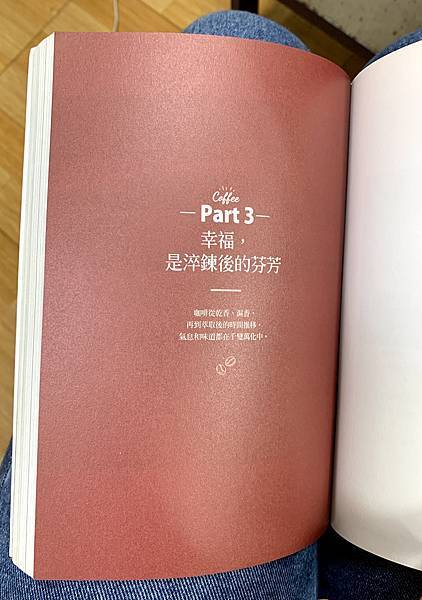 Coffee
Part 3
幸福，
是淬鍊後的芬芳
咖啡從乾香、濕香，
再到萃取後的時間推移，
氣息和味道都在千變萬化中。